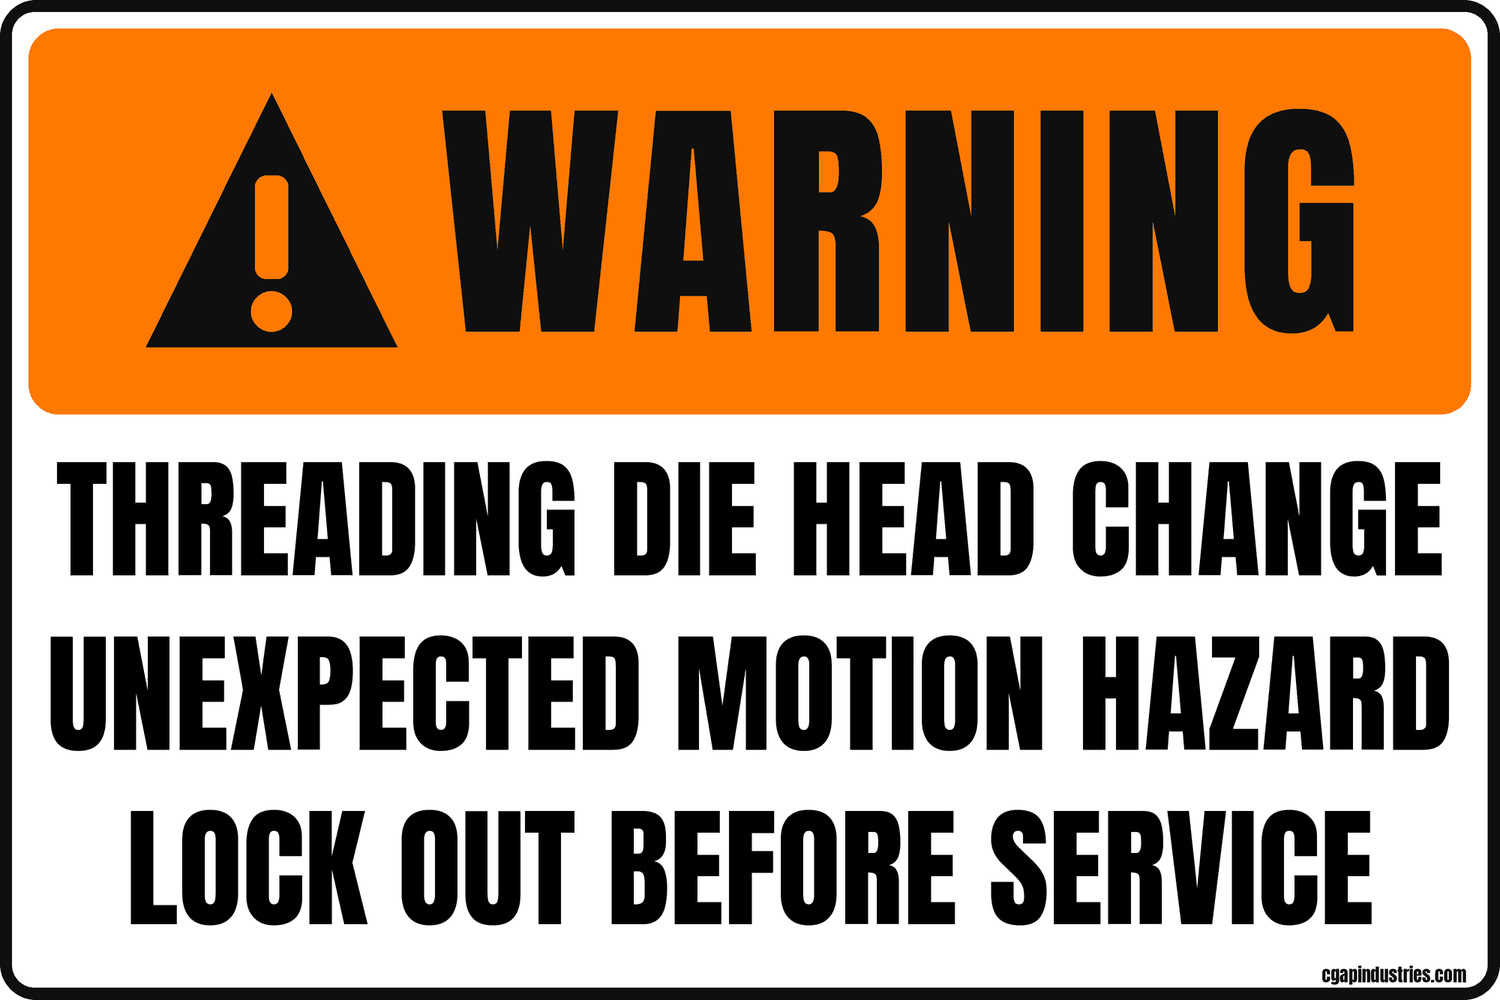 WARNING
THREADING DIE HEAD CHANGE
UNEXPECTED MOTION HAZARD
LOCK OUT BEFORE SERVICE
cgapindustries.com